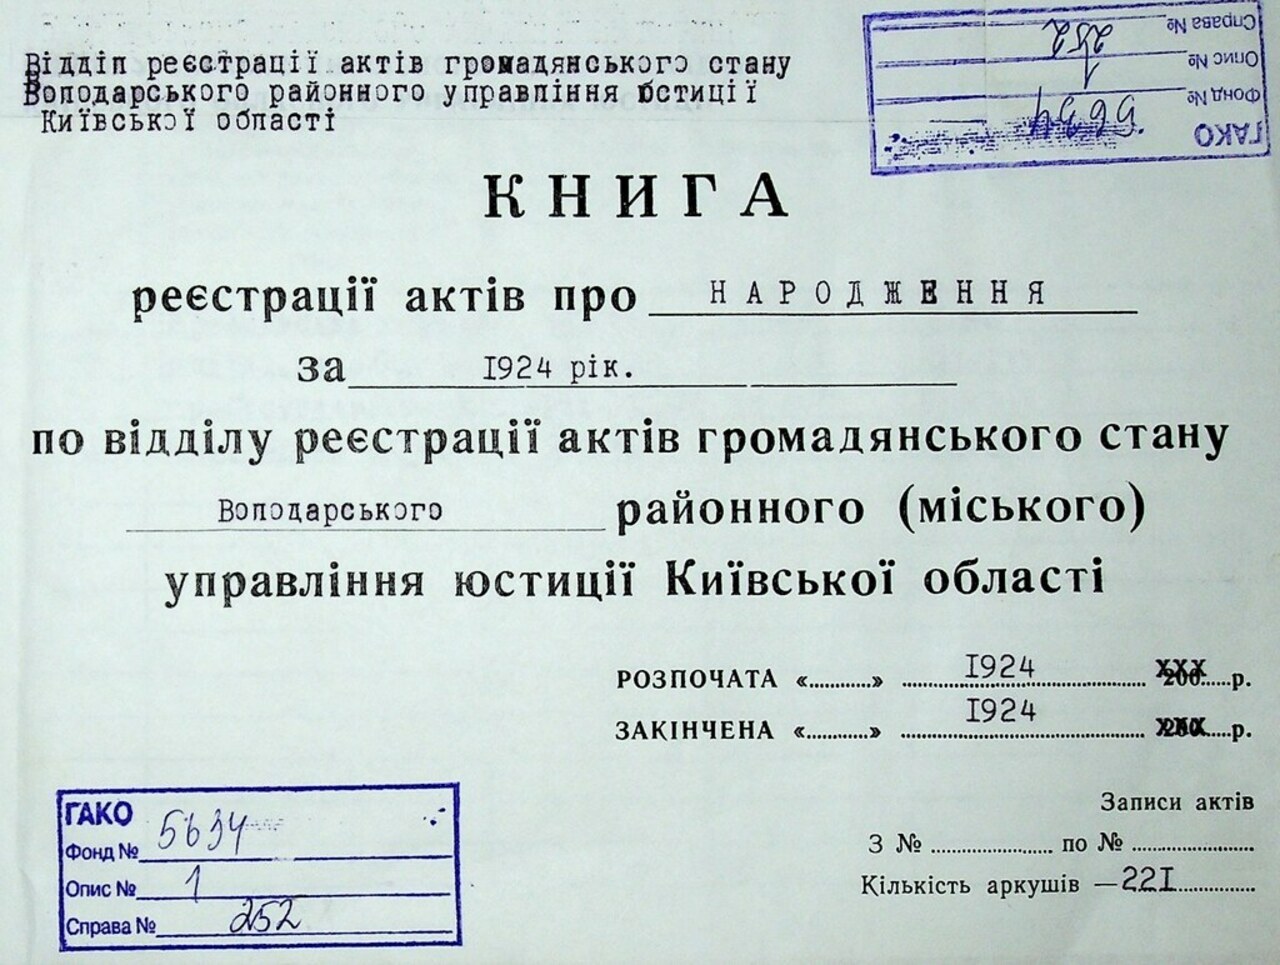 Відділ реєстрації актів громадянського стану
Володарського районного управління юстиції
Київської області
ГАКО
Фонд № 5634
Опис № 1
Справа № 252
КНИГА
реєстрації актів про НАРОДЖЕННЯ
за 1924 рік.
по відділу реєстрації актів громадянського стану
Володарського районного (міського)
управління юстиції Київської області
РОЗПОЧАТА «............» 1924 ХХХ р.
ЗАКІНЧЕНА «............» 1924 ХХХ р.
Записи актів
З № ..................... по № .....................
Кількість аркушів — 221
ГАКО
Фонд № 5634
Опис № 1
Справа № 252